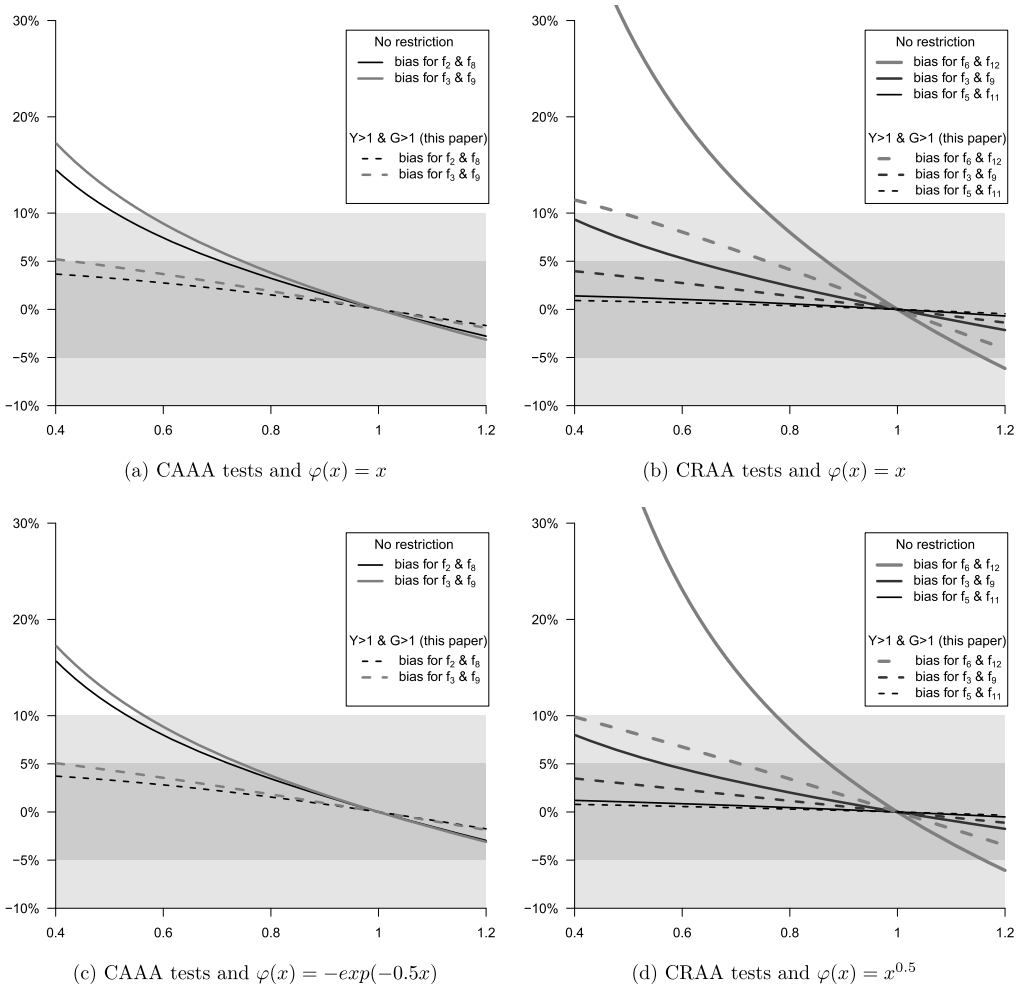 30%
20%
10%
5%
0%
−5%
−10%
0.4 0.6 0.8 1 1.2
No restriction
bias for f2 & f8
bias for f3 & f9
Y>1 & G>1 (this paper)
bias for f2 & f8
bias for f3 & f9
(a) CAAA tests and φ(x) = x
30%
20%
10%
5%
0%
−5%
−10%
0.4 0.6 0.8 1 1.2
No restriction
bias for f6 & f12
bias for f3 & f9
bias for f5 & f11
Y>1 & G>1 (this paper)
bias for f6 & f12
bias for f3 & f9
bias for f5 & f11
(b) CRAA tests and φ(x) = x
30%
20%
10%
5%
0%
−5%
−10%
0.4 0.6 0.8 1 1.2
No restriction
bias for f2 & f8
bias for f3 & f9
Y>1 & G>1 (this paper)
bias for f2 & f8
bias for f3 & f9
(c) CAAA tests and φ(x) = −exp(−0.5x)
30%
20%
10%
5%
0%
−5%
−10%
0.4 0.6 0.8 1 1.2
No restriction
bias for f6 & f12
bias for f3 & f9
bias for f5 & f11
Y>1 & G>1 (this paper)
bias for f6 & f12
bias for f3 & f9
bias for f5 & f11
(d) CRAA tests and φ(x) = x^0.5